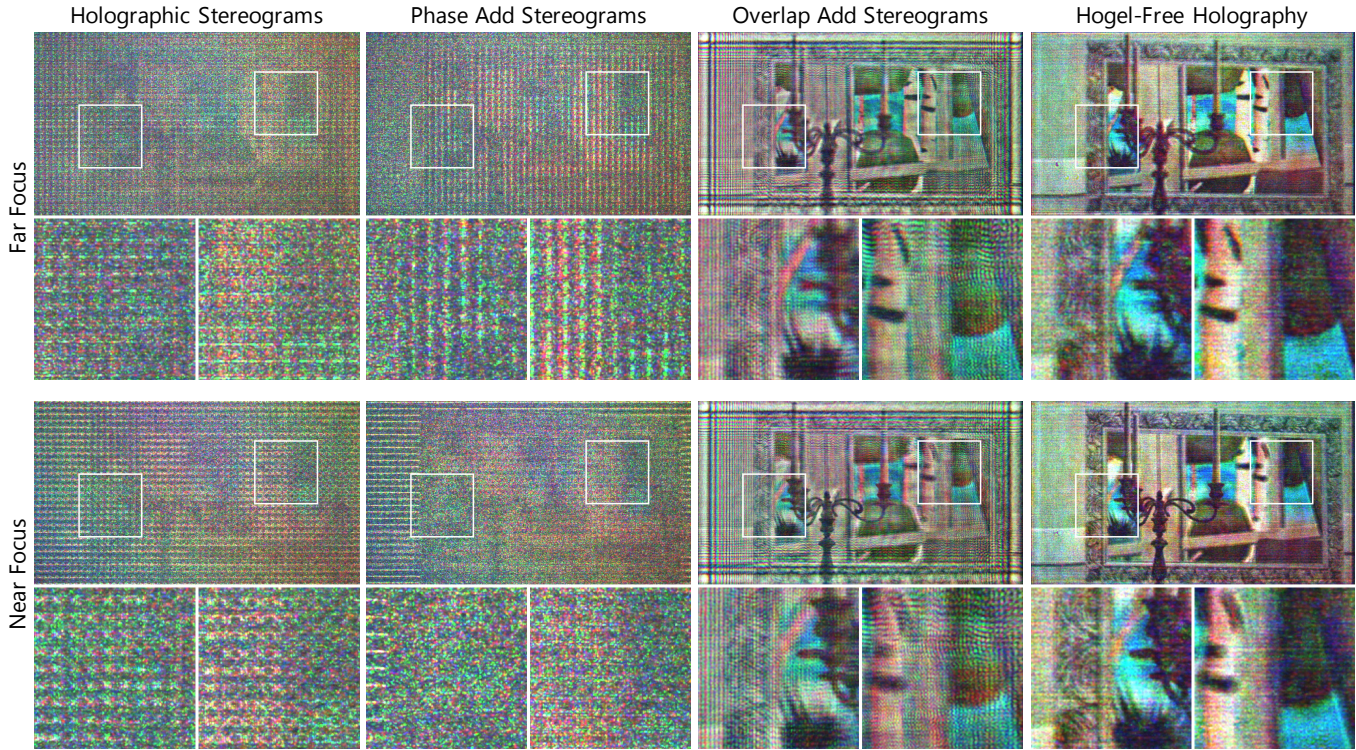 Holographic Stereograms
Phase Add Stereograms
Overlap Add Stereograms
Hogel-Free Holography
Far Focus
Near Focus